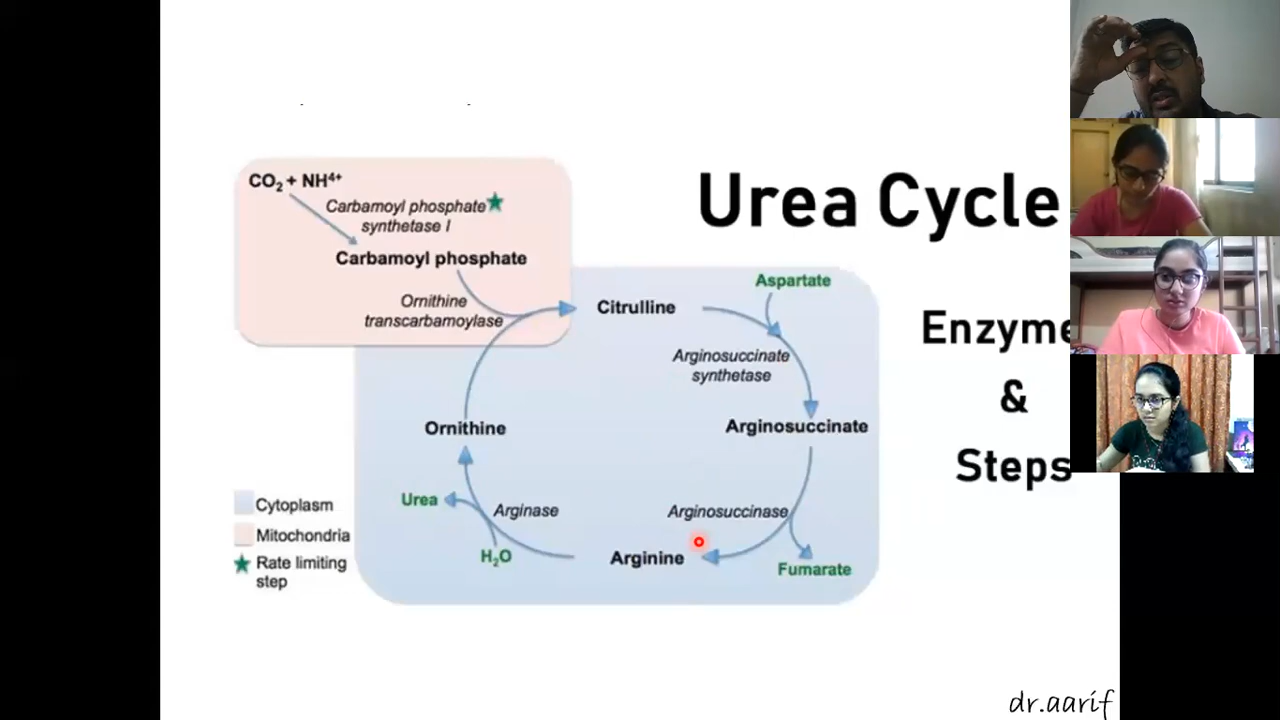 Urea Cycle
Enzyme
&
Steps
CO₂ + NH⁴⁺
Carbamoyl phosphate
synthetase I
Carbamoyl phosphate
Ornithine
transcarbamoylase
Citrulline
Aspartate
Arginosuccinate
synthetase
Arginosuccinate
Ornithine
Urea
Arginase
Arginosuccinase
H₂O
Arginine
Fumarate
Cytoplasm
Mitochondria
Rate limiting
step
dr.aarif